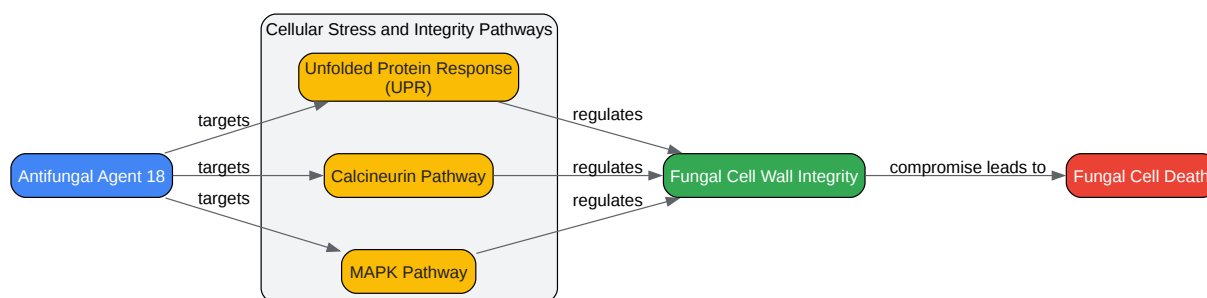 Cellular Stress and Integrity Pathways
Unfolded Protein Response
(UPR)
targets
regulates
Antifungal Agent 18
targets
Calcineurin Pathway
regulates
Fungal Cell Wall Integrity
compromise leads to
Fungal Cell Death
targets
regulates
MAPK Pathway